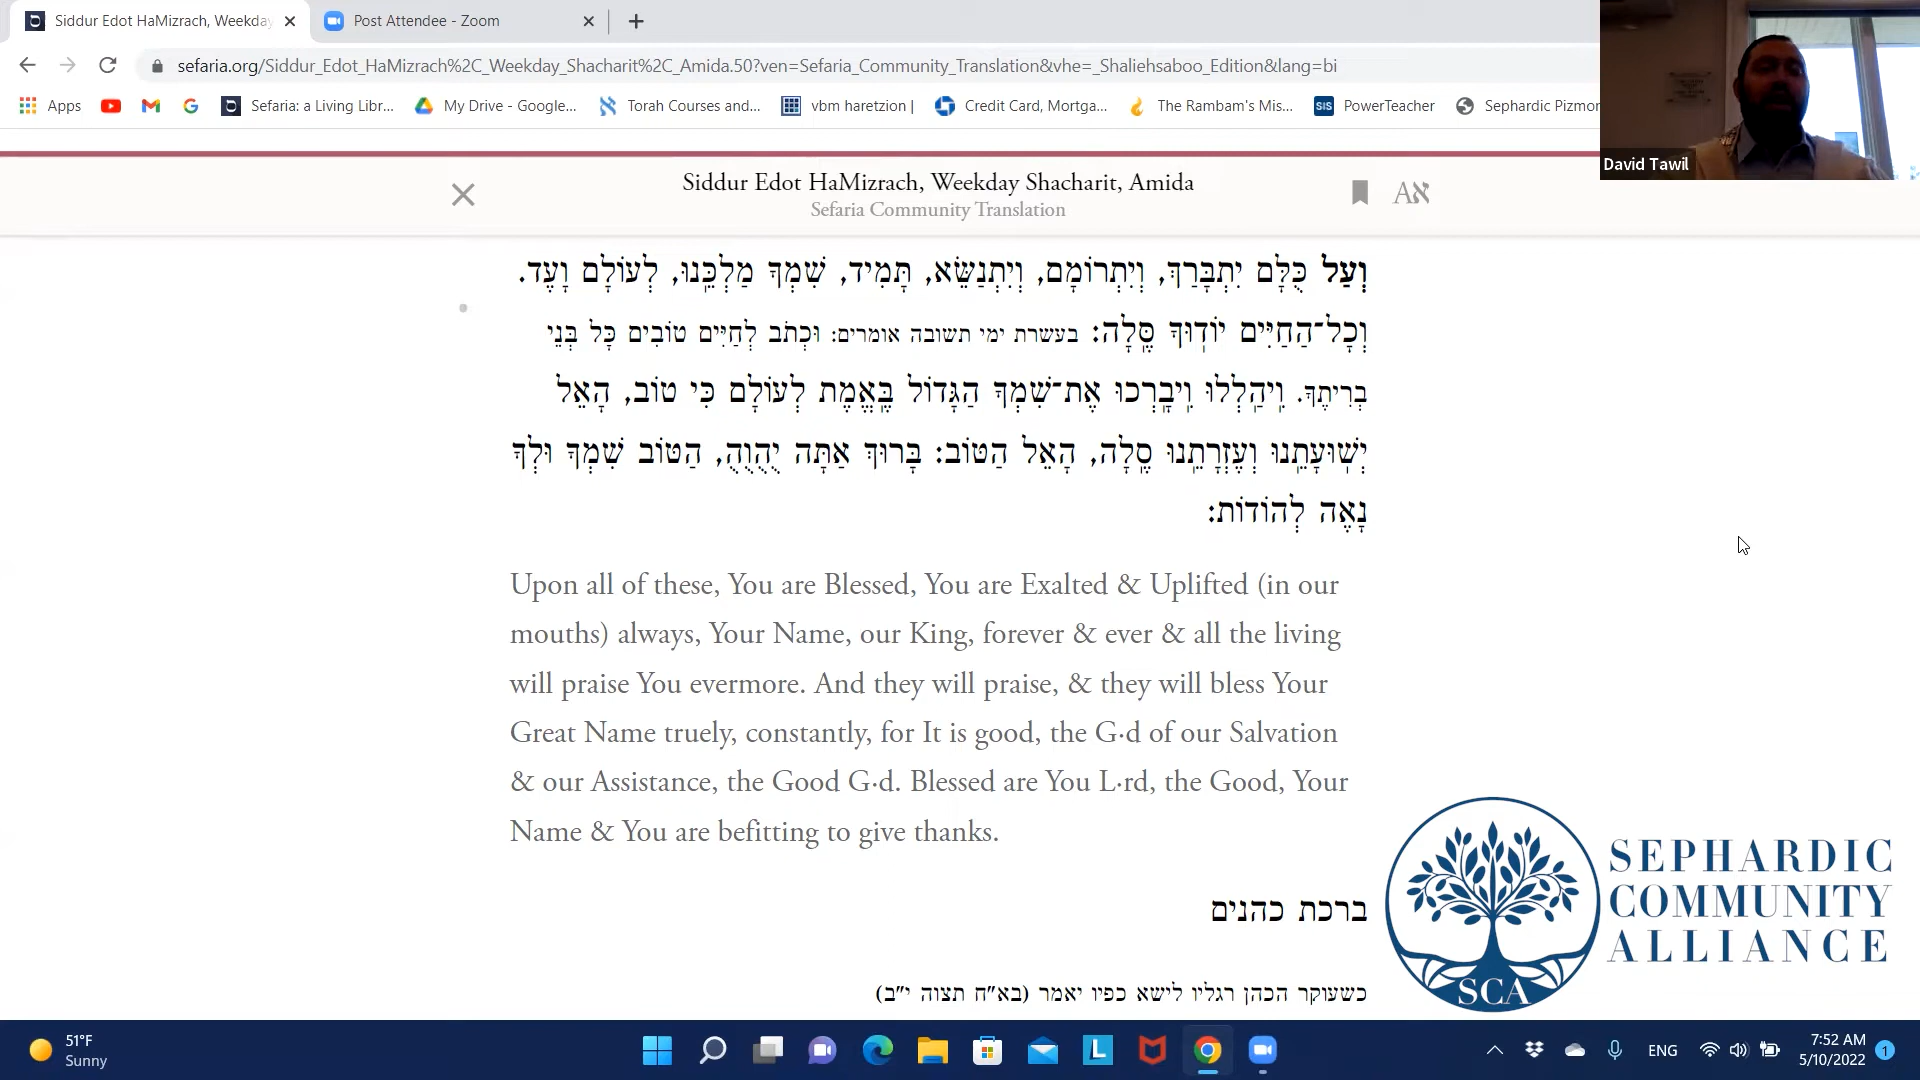 Siddur Edot HaMizrach, Weekday
Post Attendee - Zoom
sefaria.org/Siddur_Edot_HaMizrach%2C_Weekday_Shacharit%2C_Amida.50?ven=Sefaria_Community_Translation&vhe=_Shaliehsaboo_Edition&lang=bi
Apps
Sefaria: a Living Libr...
My Drive - Google...
Torah Courses and...
vbm haretzion |
Credit Card, Mortga...
The Rambam's Mis...
SIS PowerTeacher
Sephardic Pizmon
David Tawil
Siddur Edot HaMizrach, Weekday Shacharit, Amida
Sefaria Community Translation
Aא
וְעַל כֻּלָּם יִתְבָּרַךְ, וְיִתְרוֹמָם, וְיִתְנַשֵּׂא, תָּמִיד, שִׁמְךָ מַלְכֵּנוּ, לְעוֹלָם וָעֶד.
וְכָל־הַחַיִּים יוֹדוּךָ סֶּלָה: בעשרת ימי תשובה אומרים: וּכְתֹב לְחַיִּים טוֹבִים כָּל בְּנֵי
בְרִיתֶךָ. וִיהַלְלוּ וִיבָרְכוּ אֶת־שִׁמְךָ הַגָּדוֹל בֶּאֱמֶת לְעוֹלָם כִּי טוֹב, הָאֵל
יְשׁוּעָתֵנוּ וְעֶזְרָתֵנוּ סֶלָה, הָאֵל הַטּוֹב: בָּרוּךְ אַתָּה יֻהֻוֻהֻ, הַטּוֹב שִׁמְךָ וּלְךָ
נָאֶה לְהוֹדוֹת:
Upon all of these, You are Blessed, You are Exalted & Uplifted (in our
mouths) always, Your Name, our King, forever & ever & all the living
will praise You evermore. And they will praise, & they will bless Your
Great Name truely, constantly, for It is good, the G·d of our Salvation
& our Assistance, the Good G·d. Blessed are You L·rd, the Good, Your
Name & You are befitting to give thanks.
ברכת כהנים
כשעוקר הכהן רגליו לישא כפיו יאמר (בא"ח תצוה י"ב)
SCA
SEPHARDIC
COMMUNITY
ALLIANCE
51°F
Sunny
L
ENG
7:52 AM
5/10/2022
1